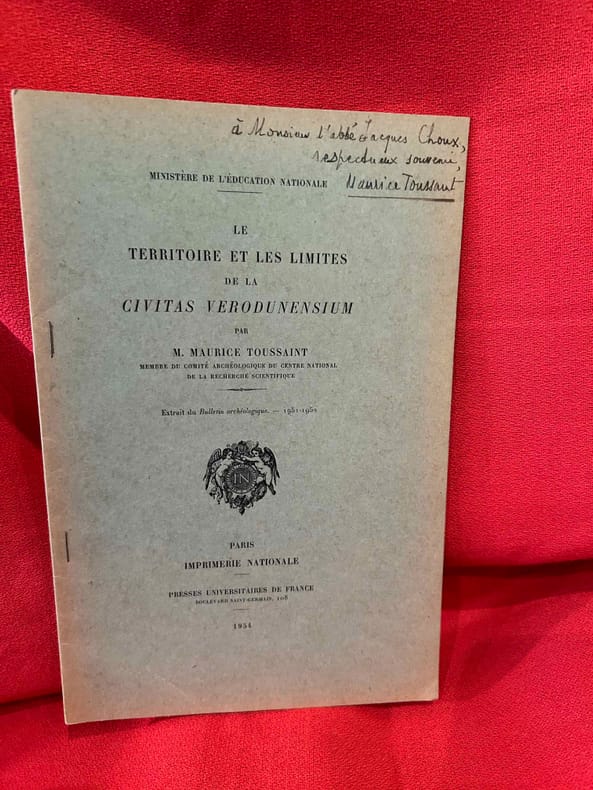 à Monsieur l'abbé Jacques Choux,
respectueux souvenir,
Maurice Toussaint
MINISTÈRE DE L'ÉDUCATION NATIONALE
LE
TERRITOIRE ET LES LIMITES
DE LA
CIVITAS VERODUNENSIUM
PAR
M. MAURICE TOUSSAINT
MEMBRE DU COMITÉ ARCHÉOLOGIQUE DU CENTRE NATIONAL
DE LA RECHERCHE SCIENTIFIQUE
Extrait du Bulletin archéologique. — 1951-1952
IN
PARIS
IMPRIMERIE NATIONALE
PRESSES UNIVERSITAIRES DE FRANCE
BOULEVARD SAINT-GERMAIN, 108
1954